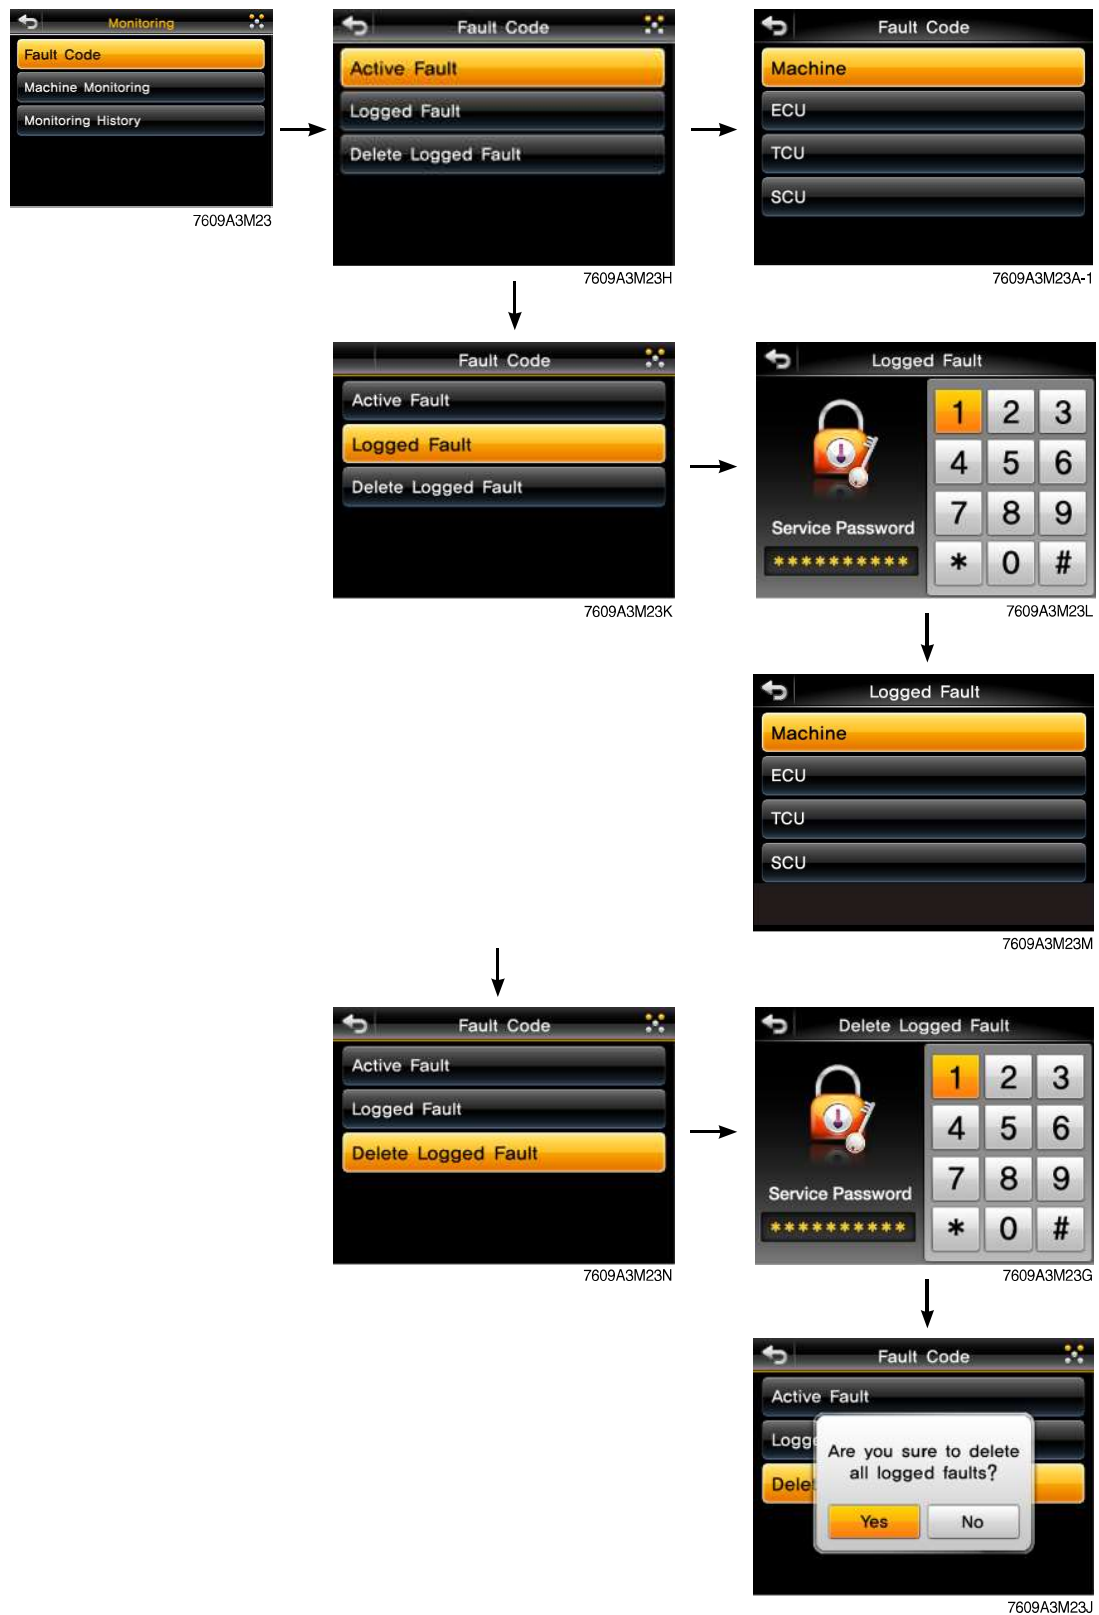 Monitoring
Fault Code
Machine Monitoring
Monitoring History
7609A3M23
Fault Code
Active Fault
Logged Fault
Delete Logged Fault
7609A3M23H
Fault Code
Machine
ECU
TCU
SCU
7609A3M23A-1
Fault Code
Active Fault
Logged Fault
Delete Logged Fault
7609A3M23K
Logged Fault
Service Password
**********
1 2 3
4 5 6
7 8 9
* 0 #
7609A3M23L
Logged Fault
Machine
ECU
TCU
SCU
7609A3M23M
Fault Code
Active Fault
Logged Fault
Delete Logged Fault
7609A3M23N
Delete Logged Fault
Service Password
**********
1 2 3
4 5 6
7 8 9
* 0 #
7609A3M23G
Fault Code
Active Fault
Logge
Delet
Are you sure to delete
all logged faults?
Yes No
7609A3M23J